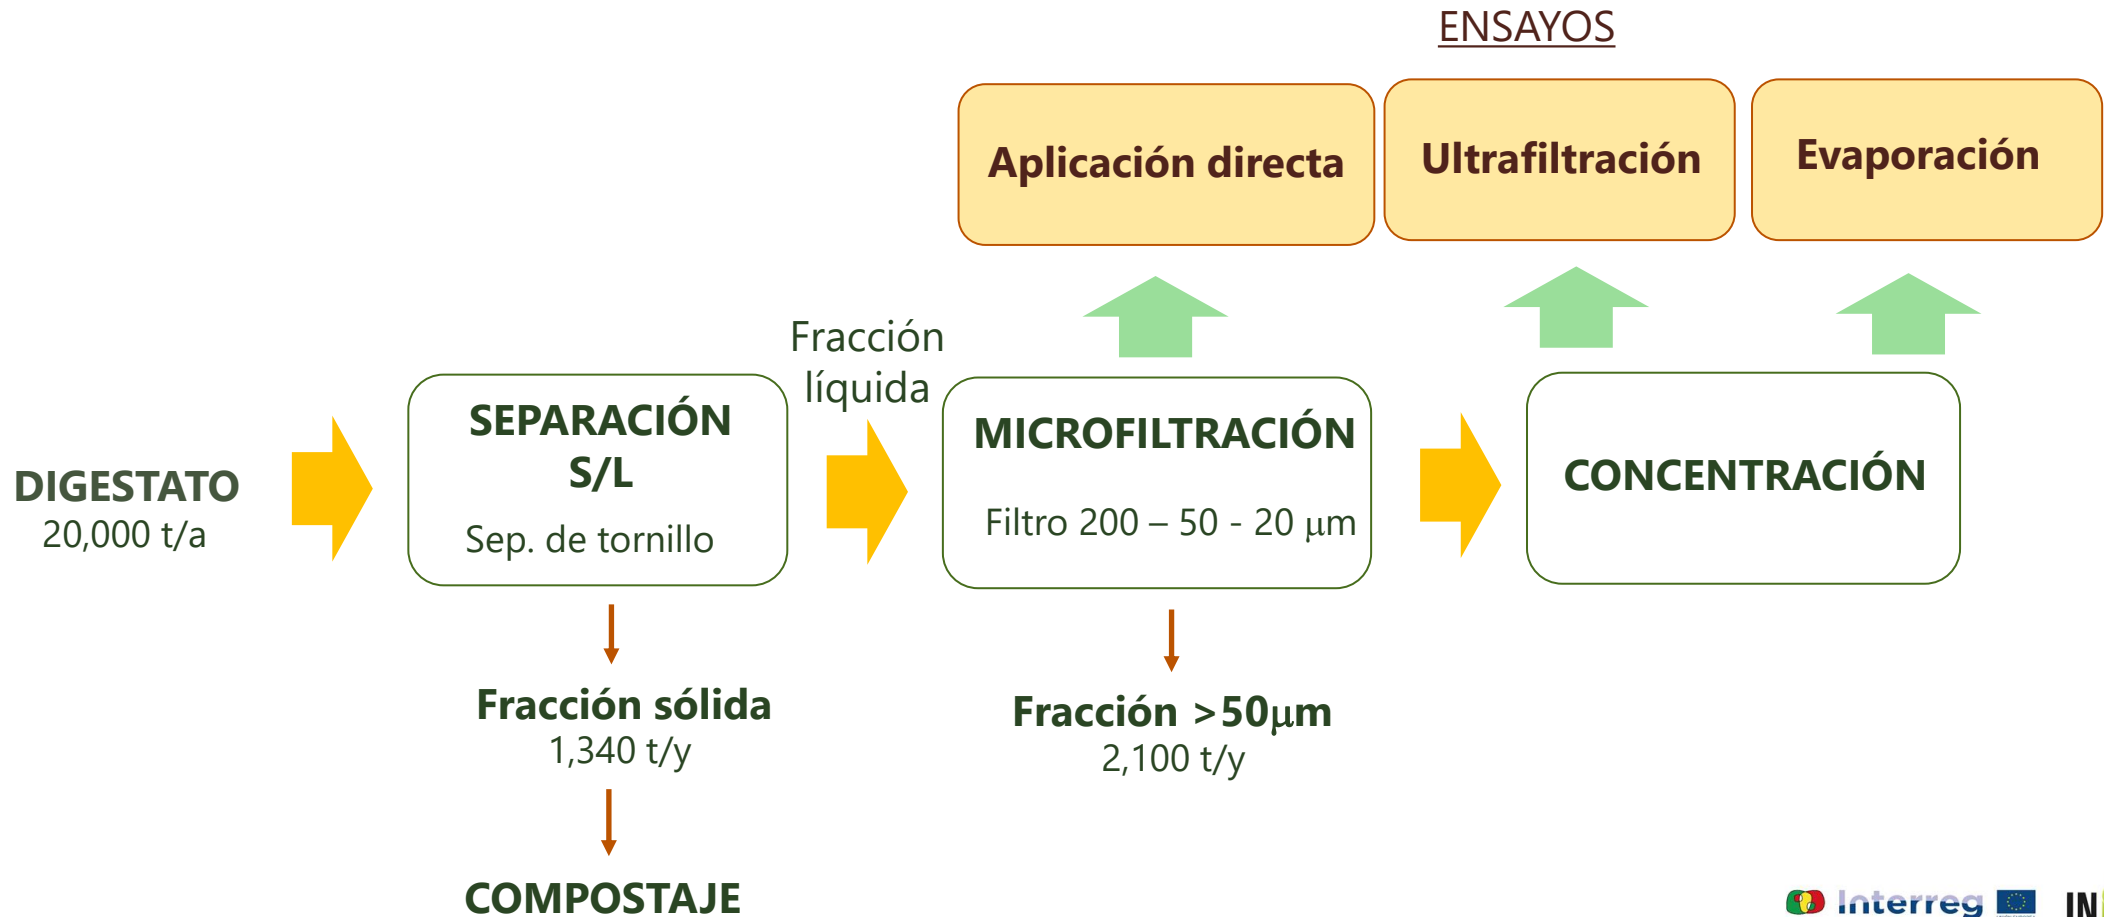 ENSAYOS
Aplicación directa
Ultrafiltración
Evaporación
Fracción
líquida
DIGESTATO
20,000 t/a
SEPARACIÓN
S/L
Sep. de tornillo
MICROFILTRACIÓN
Filtro 200 – 50 - 20 μm
CONCENTRACIÓN
Fracción sólida
1,340 t/y
Fracción >50μm
2,100 t/y
COMPOSTAJE
Interreg
IN